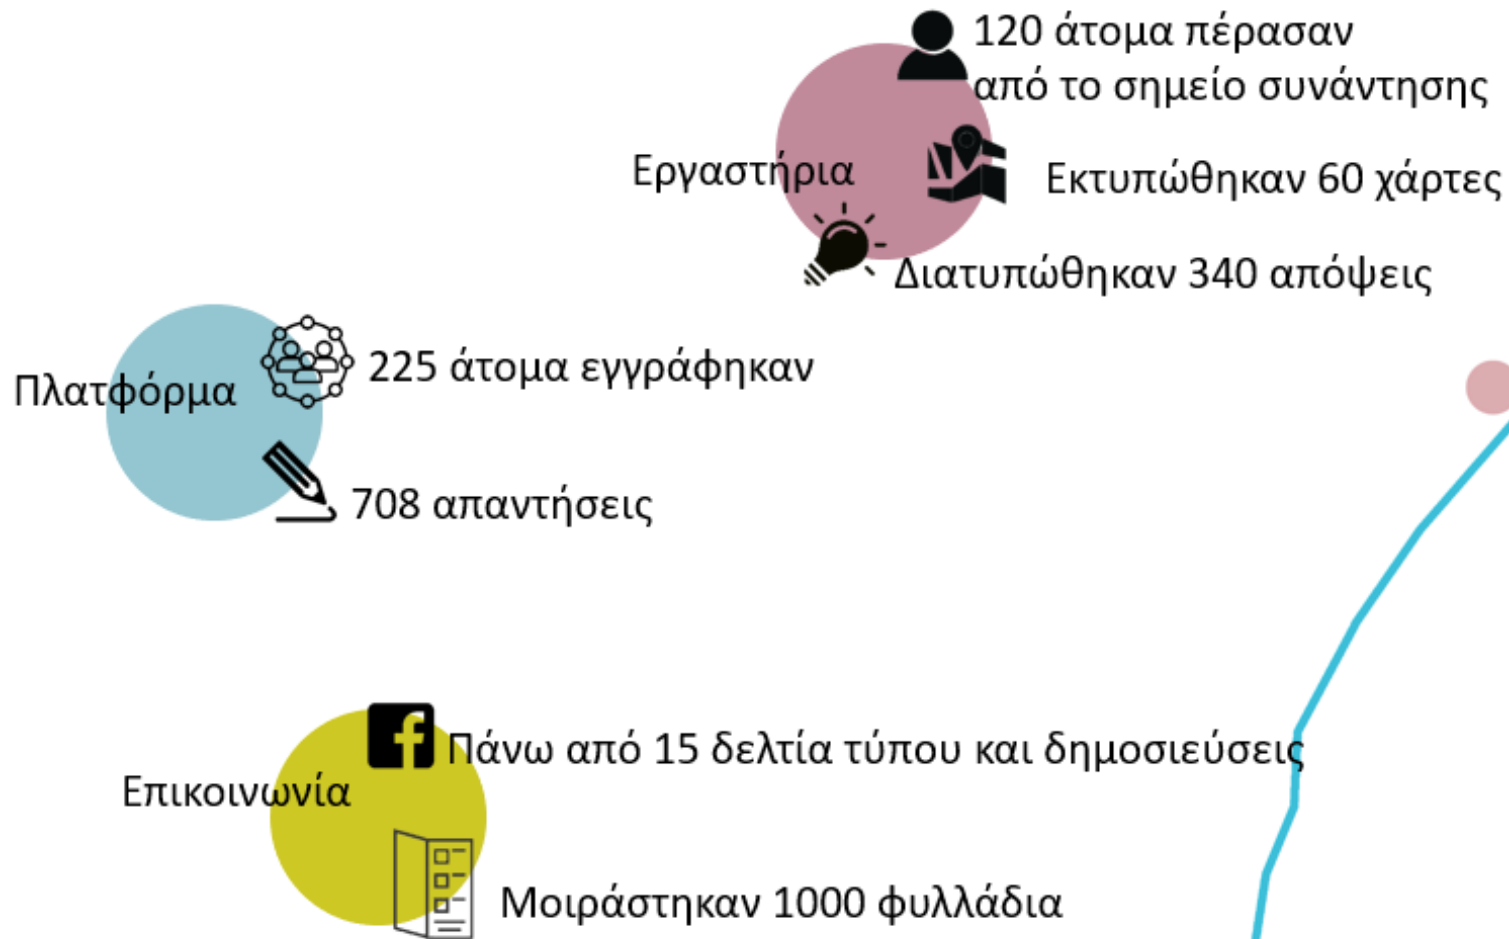 120 άτομα πέρασαν
από το σημείο συνάντησης
Εργαστήρια
Εκτυπώθηκαν 60 χάρτες
Διατυπώθηκαν 340 απόψεις
Πλατφόρμα
225 άτομα εγγράφηκαν
708 απαντήσεις
Επικοινωνία
Πάνω από 15 δελτία τύπου και δημοσιεύσεις
Μοιράστηκαν 1000 φυλλάδια